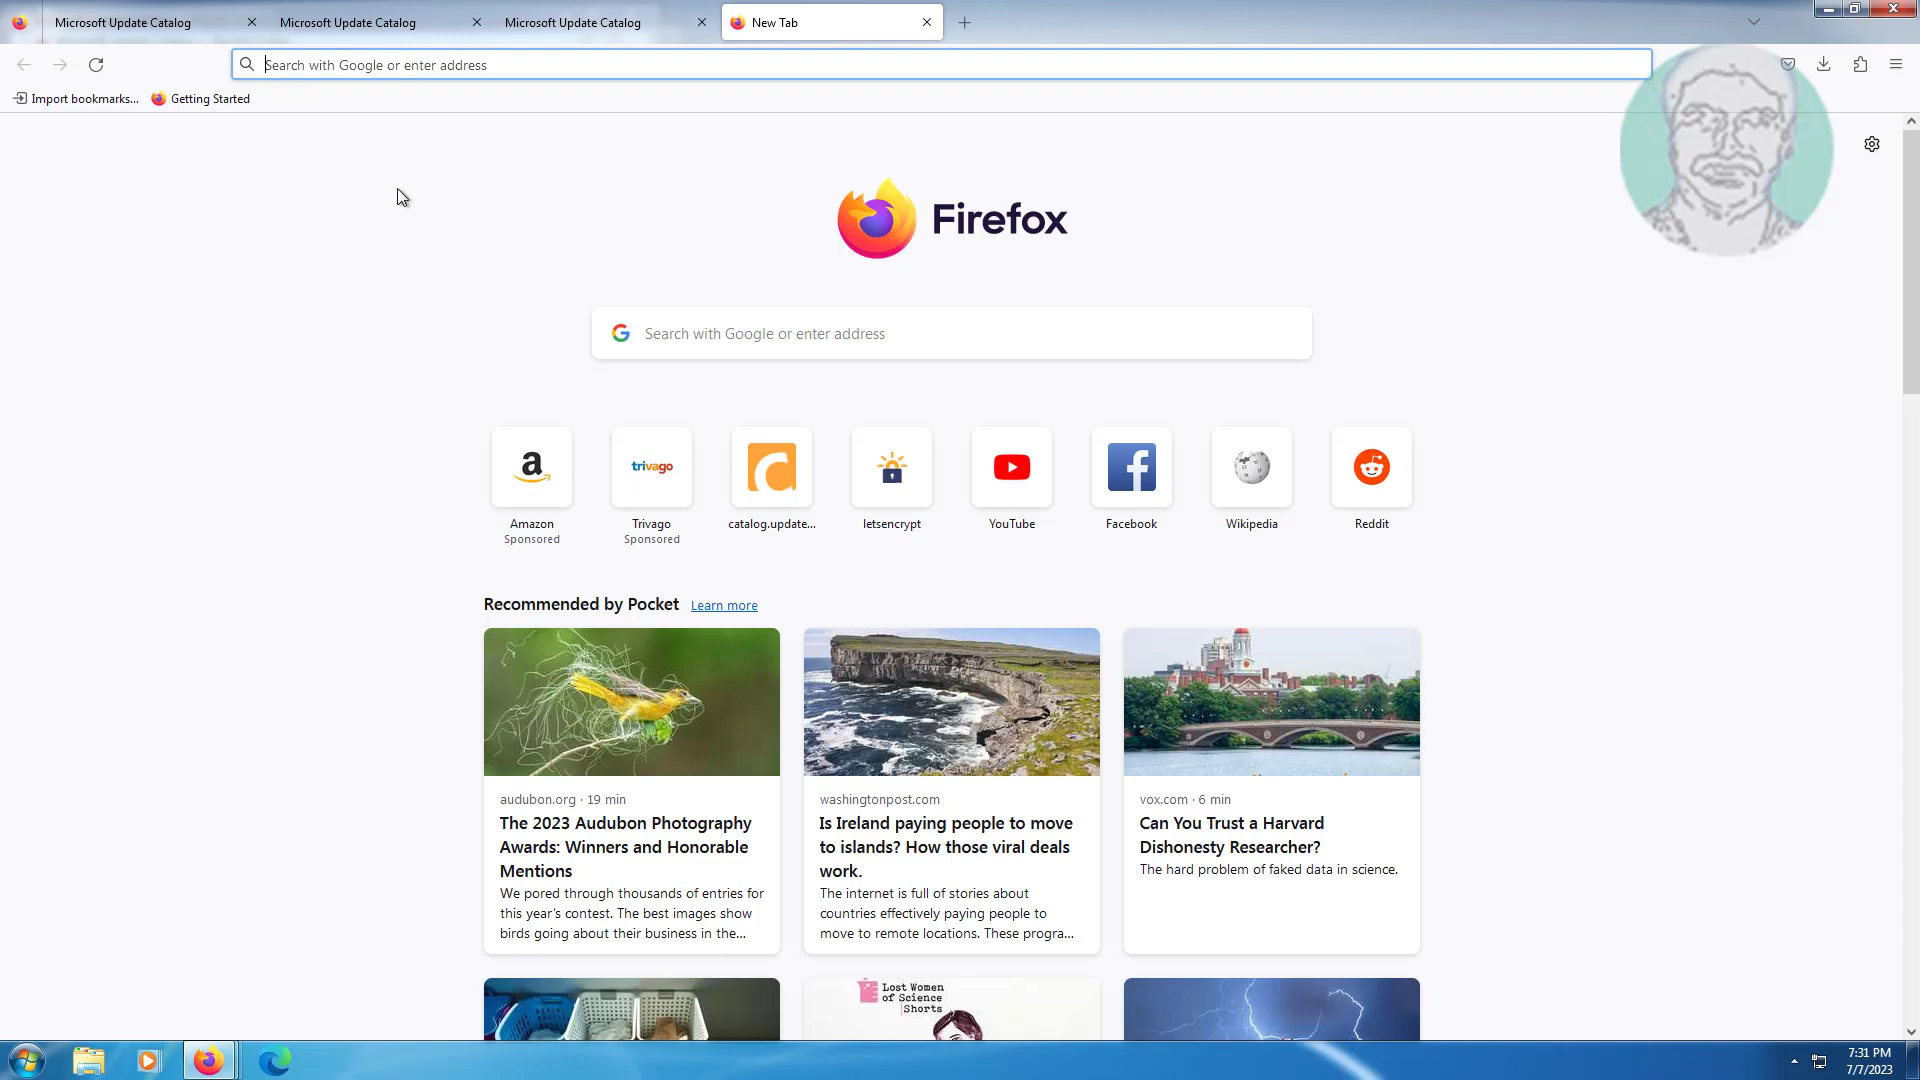 Microsoft Update Catalog
Microsoft Update Catalog
Microsoft Update Catalog
New Tab
Search with Google or enter address
Import bookmarks...
Getting Started
Firefox
Search with Google or enter address
trivago
Amazon
Sponsored
Trivago
Sponsored
catalog.update...
letsencrypt
YouTube
Facebook
Wikipedia
Reddit
Recommended by Pocket Learn more
audubon.org · 19 min
The 2023 Audubon Photography
Awards: Winners and Honorable
Mentions
We pored through thousands of entries for
this year's contest. The best images show
birds going about their business in the...
washingtonpost.com
Is Ireland paying people to move
to islands? How those viral deals
work.
The internet is full of stories about
countries effectively paying people to
move to remote locations. These progra...
vox.com · 6 min
Can You Trust a Harvard
Dishonesty Researcher?
The hard problem of faked data in science.
Lost Women
of Science
Shorts
7:31 PM
7/7/2023